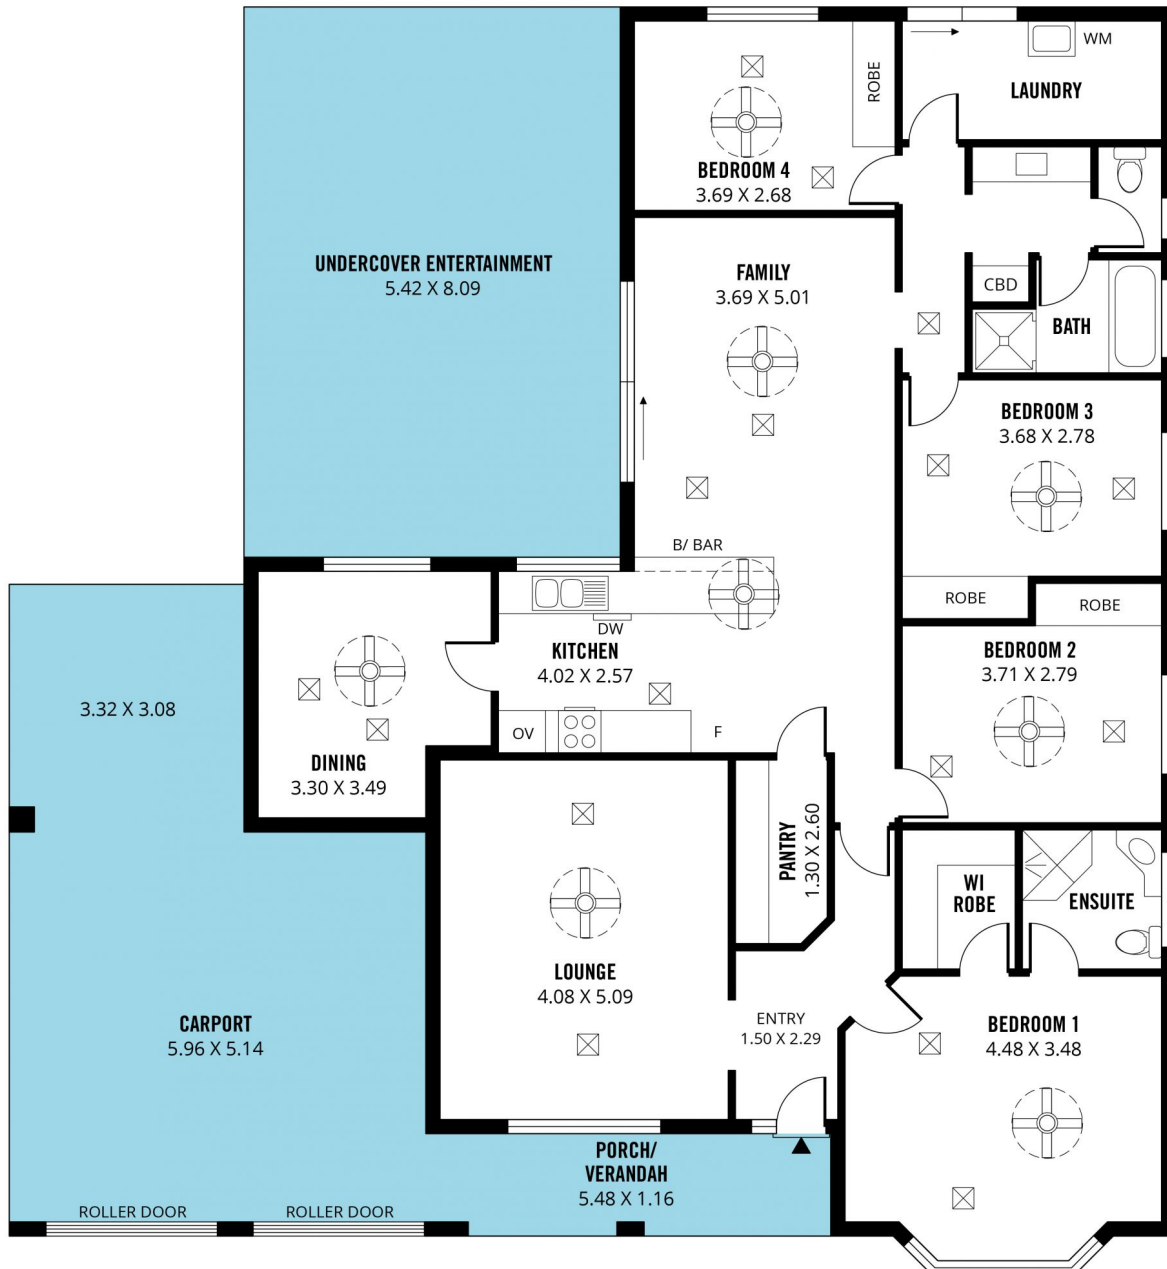 WM
LAUNDRY
ROBE
BEDROOM 4
3.69 X 2.68
UNDERCOVER ENTERTAINMENT
5.42 X 8.09
FAMILY
3.69 X 5.01
CBD
BATH
BEDROOM 3
3.68 X 2.78
B/ BAR
ROBE
ROBE
DW
KITCHEN
4.02 X 2.57
BEDROOM 2
3.71 X 2.79
3.32 X 3.08
OV
F
DINING
3.30 X 3.49
PANTRY
1.30 X 2.60
WI
ROBE
ENSUITE
LOUNGE
4.08 X 5.09
ENTRY
1.50 X 2.29
CARPORT
5.96 X 5.14
BEDROOM 1
4.48 X 3.48
PORCH/
VERANDAH
5.48 X 1.16
ROLLER DOOR
ROLLER DOOR